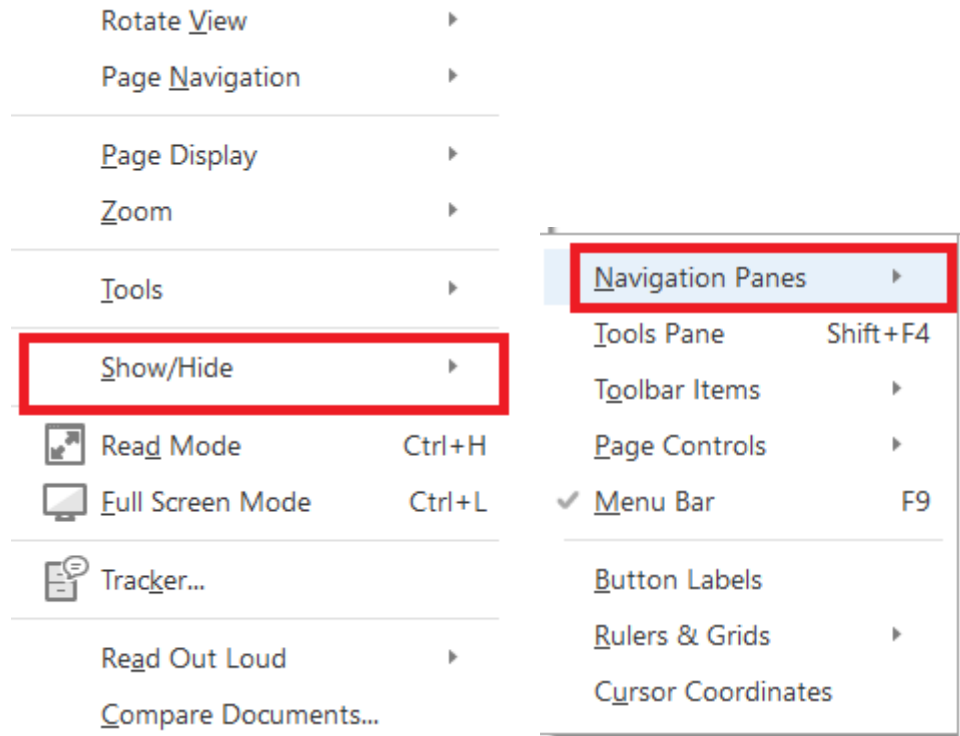 Rotate View
Page Navigation
Page Display
Zoom
Tools
Show/Hide
Read Mode Ctrl+H
Full Screen Mode Ctrl+L
Tracker...
Read Out Loud
Compare Documents...
Navigation Panes
Tools Pane Shift+F4
Toolbar Items
Page Controls
Menu Bar F9
Button Labels
Rulers & Grids
Cursor Coordinates